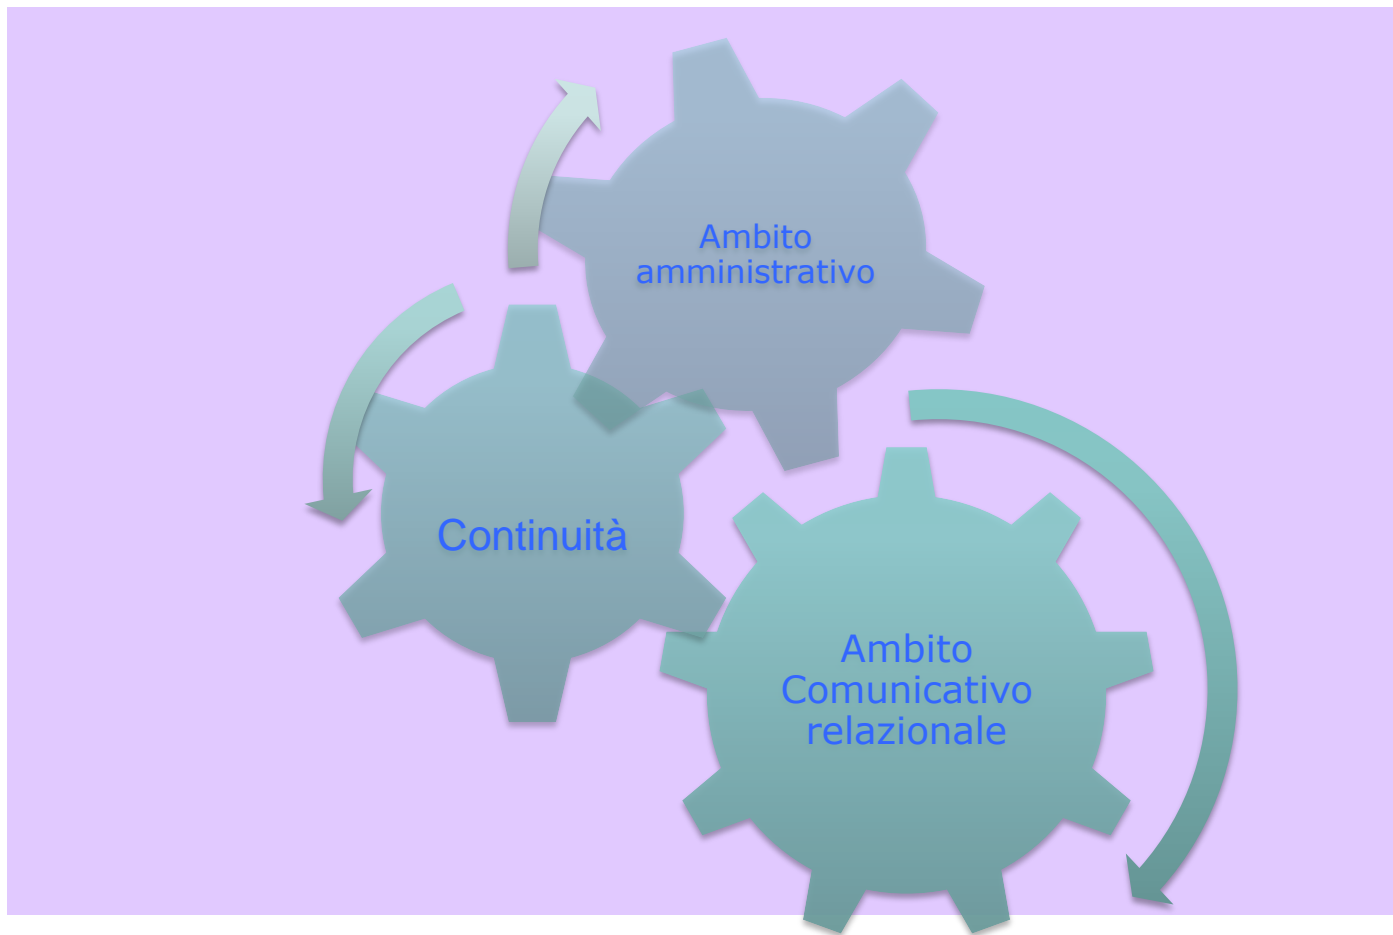 Ambito
amministrativo
Continuità
Ambito
Comunicativo
relazionale